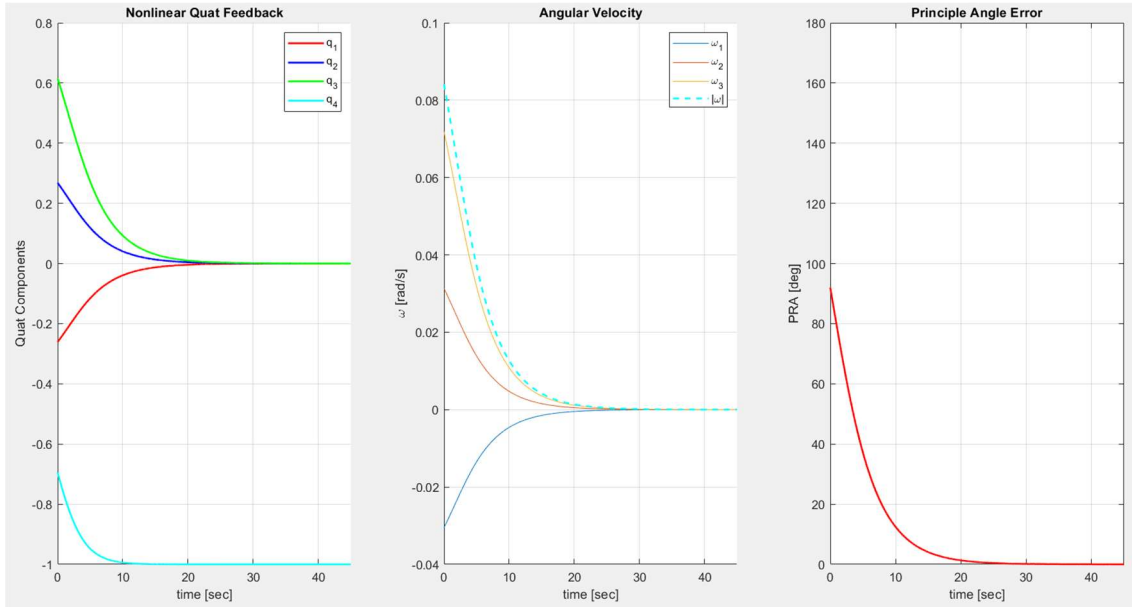 Nonlinear Quat Feedback
0.8
0.6
0.4
0.2
0
-0.2
-0.4
-0.6
-0.8
-1
Quat Components
q1
q2
q3
q4
0 10 20 30 40
time [sec]
Angular Velocity
0.1
0.08
0.06
0.04
0.02
0
-0.02
-0.04
ω [rad/s]
ω1
ω2
ω3
|ω|
0 10 20 30 40
time [sec]
Principle Angle Error
180
160
140
120
100
80
60
40
20
0
PRA [deg]
0 10 20 30 40
time [sec]